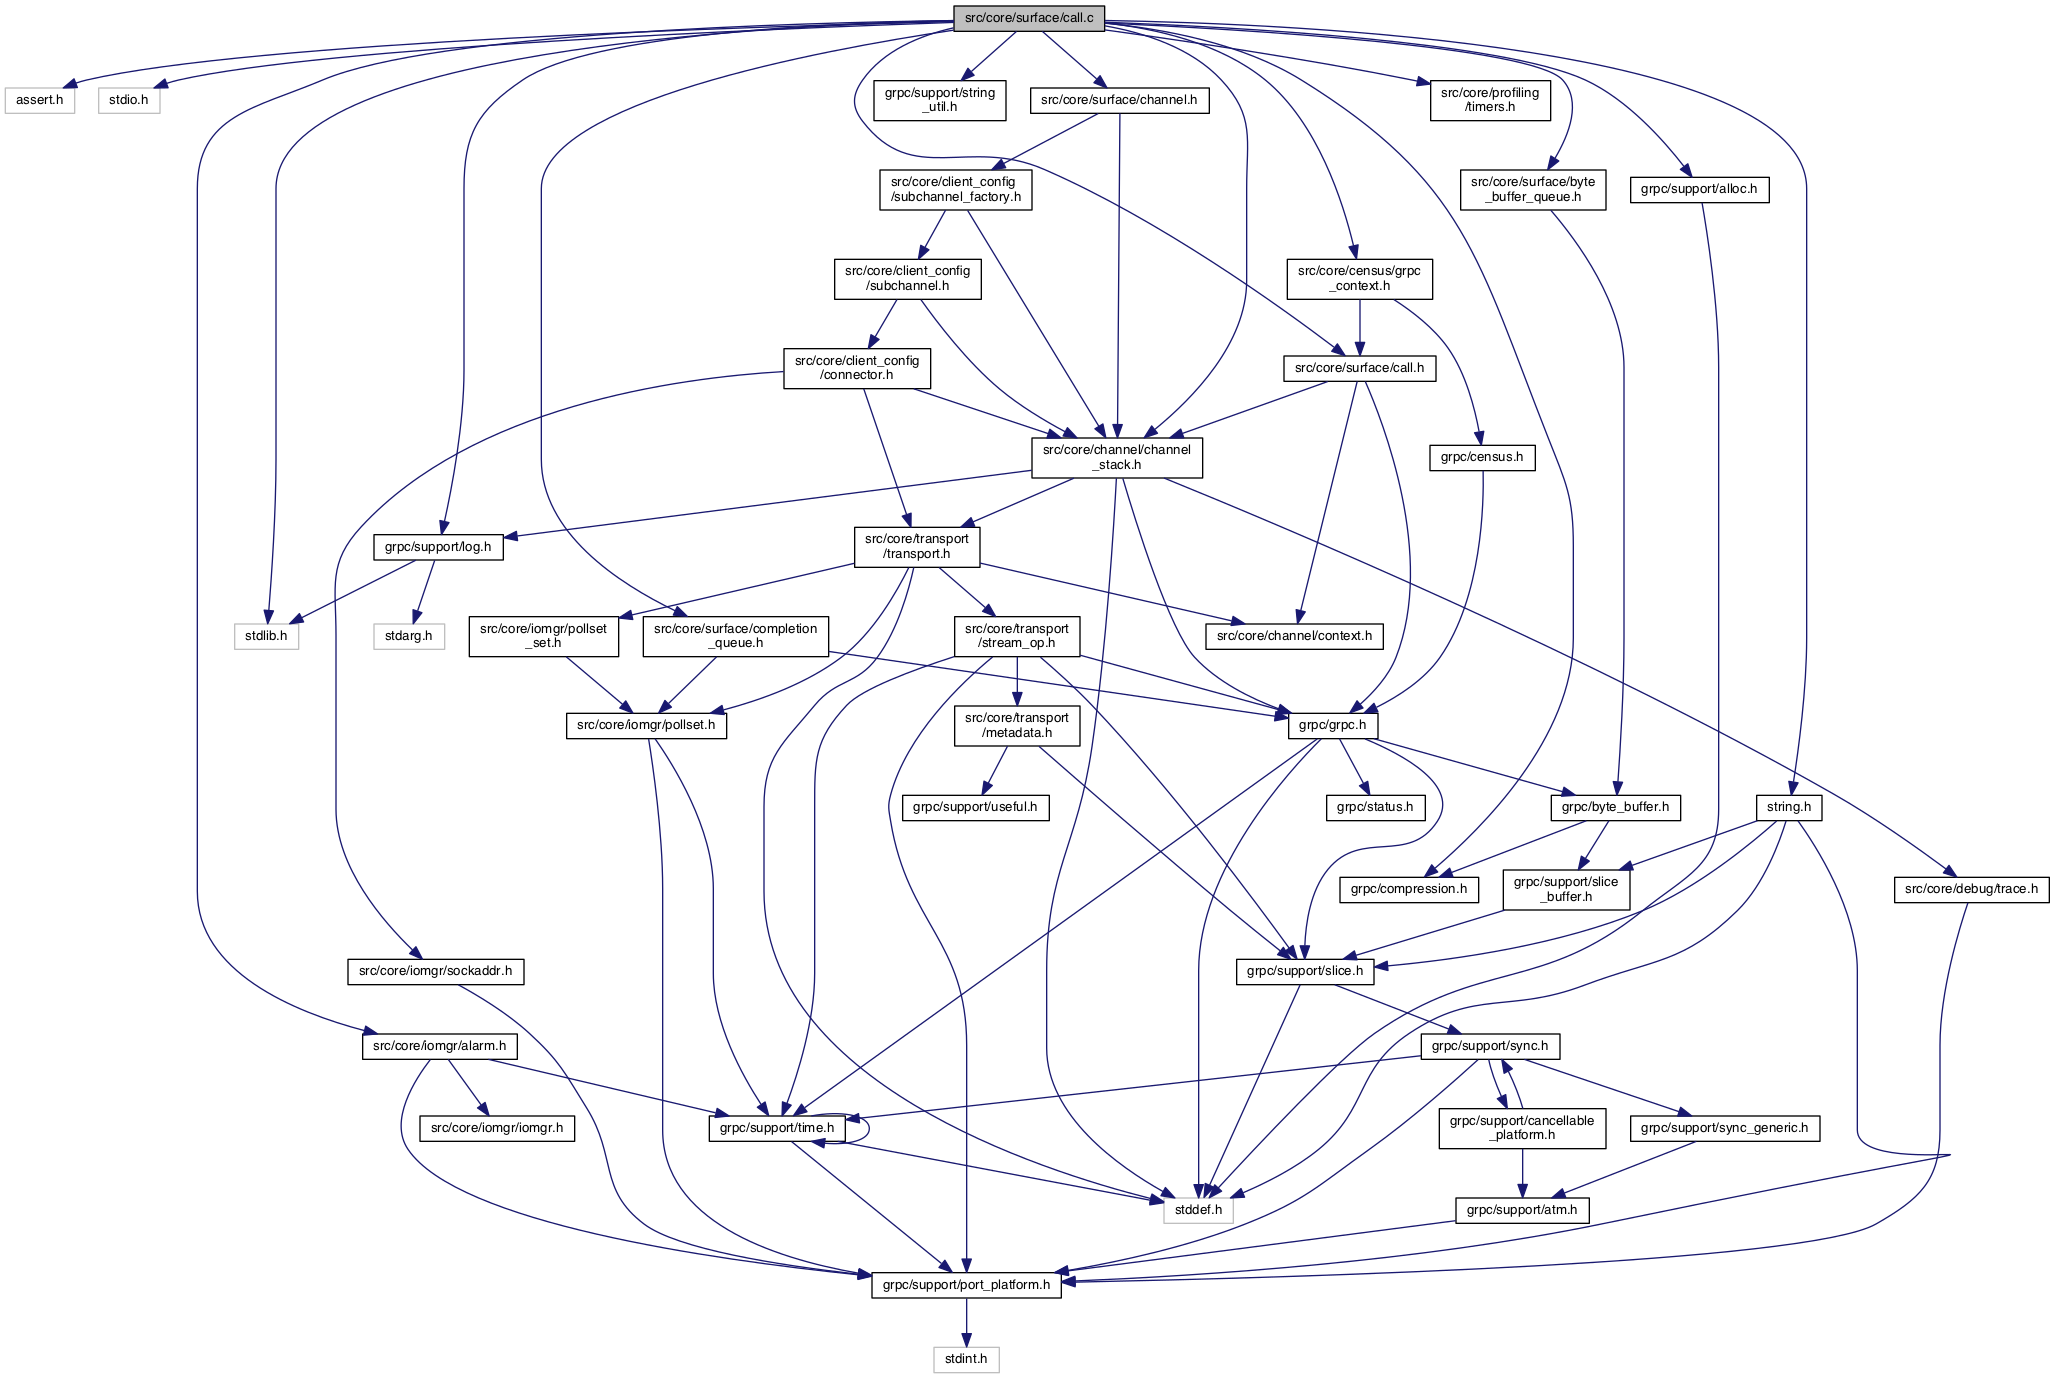 src/core/surface/call.c
assert.h
stdio.h
grpc/support/string
_util.h
src/core/surface/channel.h
src/core/profiling
/timers.h
src/core/client_config
/subchannel_factory.h
src/core/surface/byte
_buffer_queue.h
grpc/support/alloc.h
src/core/client_config
/subchannel.h
src/core/census/grpc
_context.h
src/core/client_config
/connector.h
src/core/surface/call.h
src/core/channel/channel
_stack.h
grpc/census.h
grpc/support/log.h
src/core/transport
/transport.h
stdlib.h
stdarg.h
src/core/iomgr/pollset
_set.h
src/core/surface/completion
_queue.h
src/core/transport
/stream_op.h
src/core/channel/context.h
src/core/iomgr/pollset.h
src/core/transport
/metadata.h
grpc/grpc.h
grpc/support/useful.h
grpc/status.h
grpc/byte_buffer.h
string.h
grpc/compression.h
grpc/support/slice
_buffer.h
src/core/debug/trace.h
src/core/iomgr/sockaddr.h
grpc/support/slice.h
src/core/iomgr/alarm.h
grpc/support/sync.h
src/core/iomgr/iomgr.h
grpc/support/time.h
grpc/support/cancellable
_platform.h
grpc/support/sync_generic.h
stddef.h
grpc/support/atm.h
grpc/support/port_platform.h
stdint.h